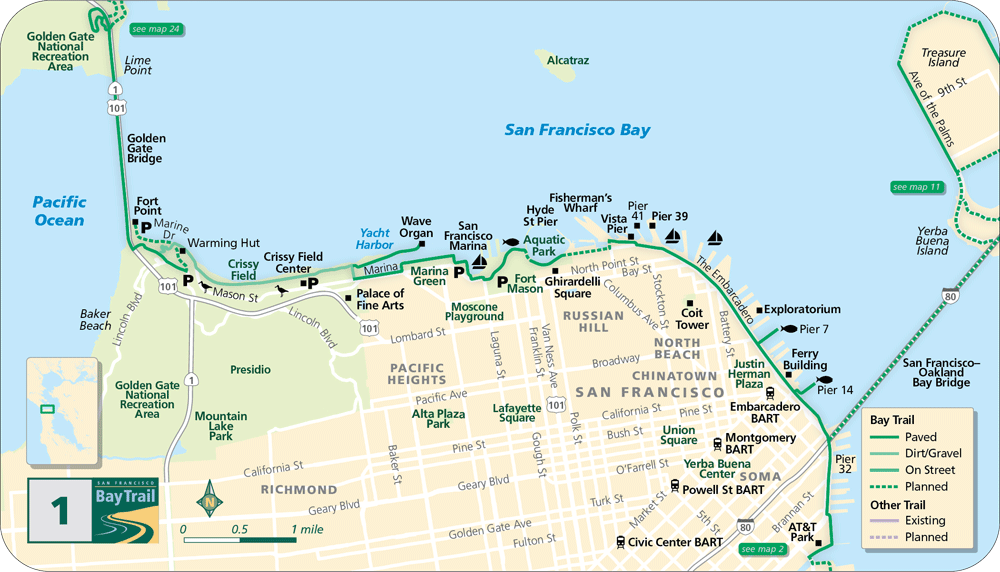 Golden Gate
National
Recreation
Area
see map 24
Lime
Point
1
101
Golden
Gate
Bridge
Alcatraz
San Francisco Bay
Treasure
Island
9th St
Ave of the Palms
see map 11
Yerba
Buena
Island
80
San Francisco–
Oakland
Bay Bridge
Pacific
Ocean
Fort
Point
P
Marine
Dr
Warming Hut
Crissy
Field
P
Crissy Field
Center
P
Mason St
101
Lincoln Blvd
Lincoln Blvd
Baker
Beach
Palace of
Fine Arts
101
Yacht
Harbor
Wave
Organ
Marina
Marina
Green
P
San
Francisco
Marina
P
Fort
Mason
Hyde
St Pier
Aquatic
Park
Fisherman's
Wharf
Vista
Pier
Pier
41
Pier 39
Ghirardelli
Square
North Point St
Bay St
Columbus Ave
Stockton St
The Embarcadero
Battery St
Coit
Tower
Exploratorium
Pier 7
Ferry
Building
Pier 14
Justin
Herman
Plaza
Embarcadero
BART
Moscone
Playground
Lombard St
Laguna St
Franklin St
Van Ness Ave
RUSSIAN
HILL
NORTH
BEACH
CHINATOWN
SAN FRANCISCO
Broadway
PACIFIC
HEIGHTS
Pacific Ave
Alta Plaza
Park
Lafayette
Square
101
Polk St
Gough St
California St
Pine St
Bush St
Pine St
Union
Square
Montgomery
BART
Yerba Buena
Center
SOMA
Powell St BART
O'Farrell St
Geary Blvd
Turk St
Market St
5th St
Brannan St
80
Pier
32
AT&T
Park
see map 2
Civic Center BART
Golden Gate Ave
Fulton St
Geary Blvd
RICHMOND
California St
Baker St
Presidio
1
Golden Gate
National
Recreation
Area
Mountain
Lake
Park
1
SAN FRANCISCO
Bay Trail
N
0 0.5 1 mile
Bay Trail
Paved
Dirt/Gravel
On Street
Planned
Other Trail
Existing
Planned